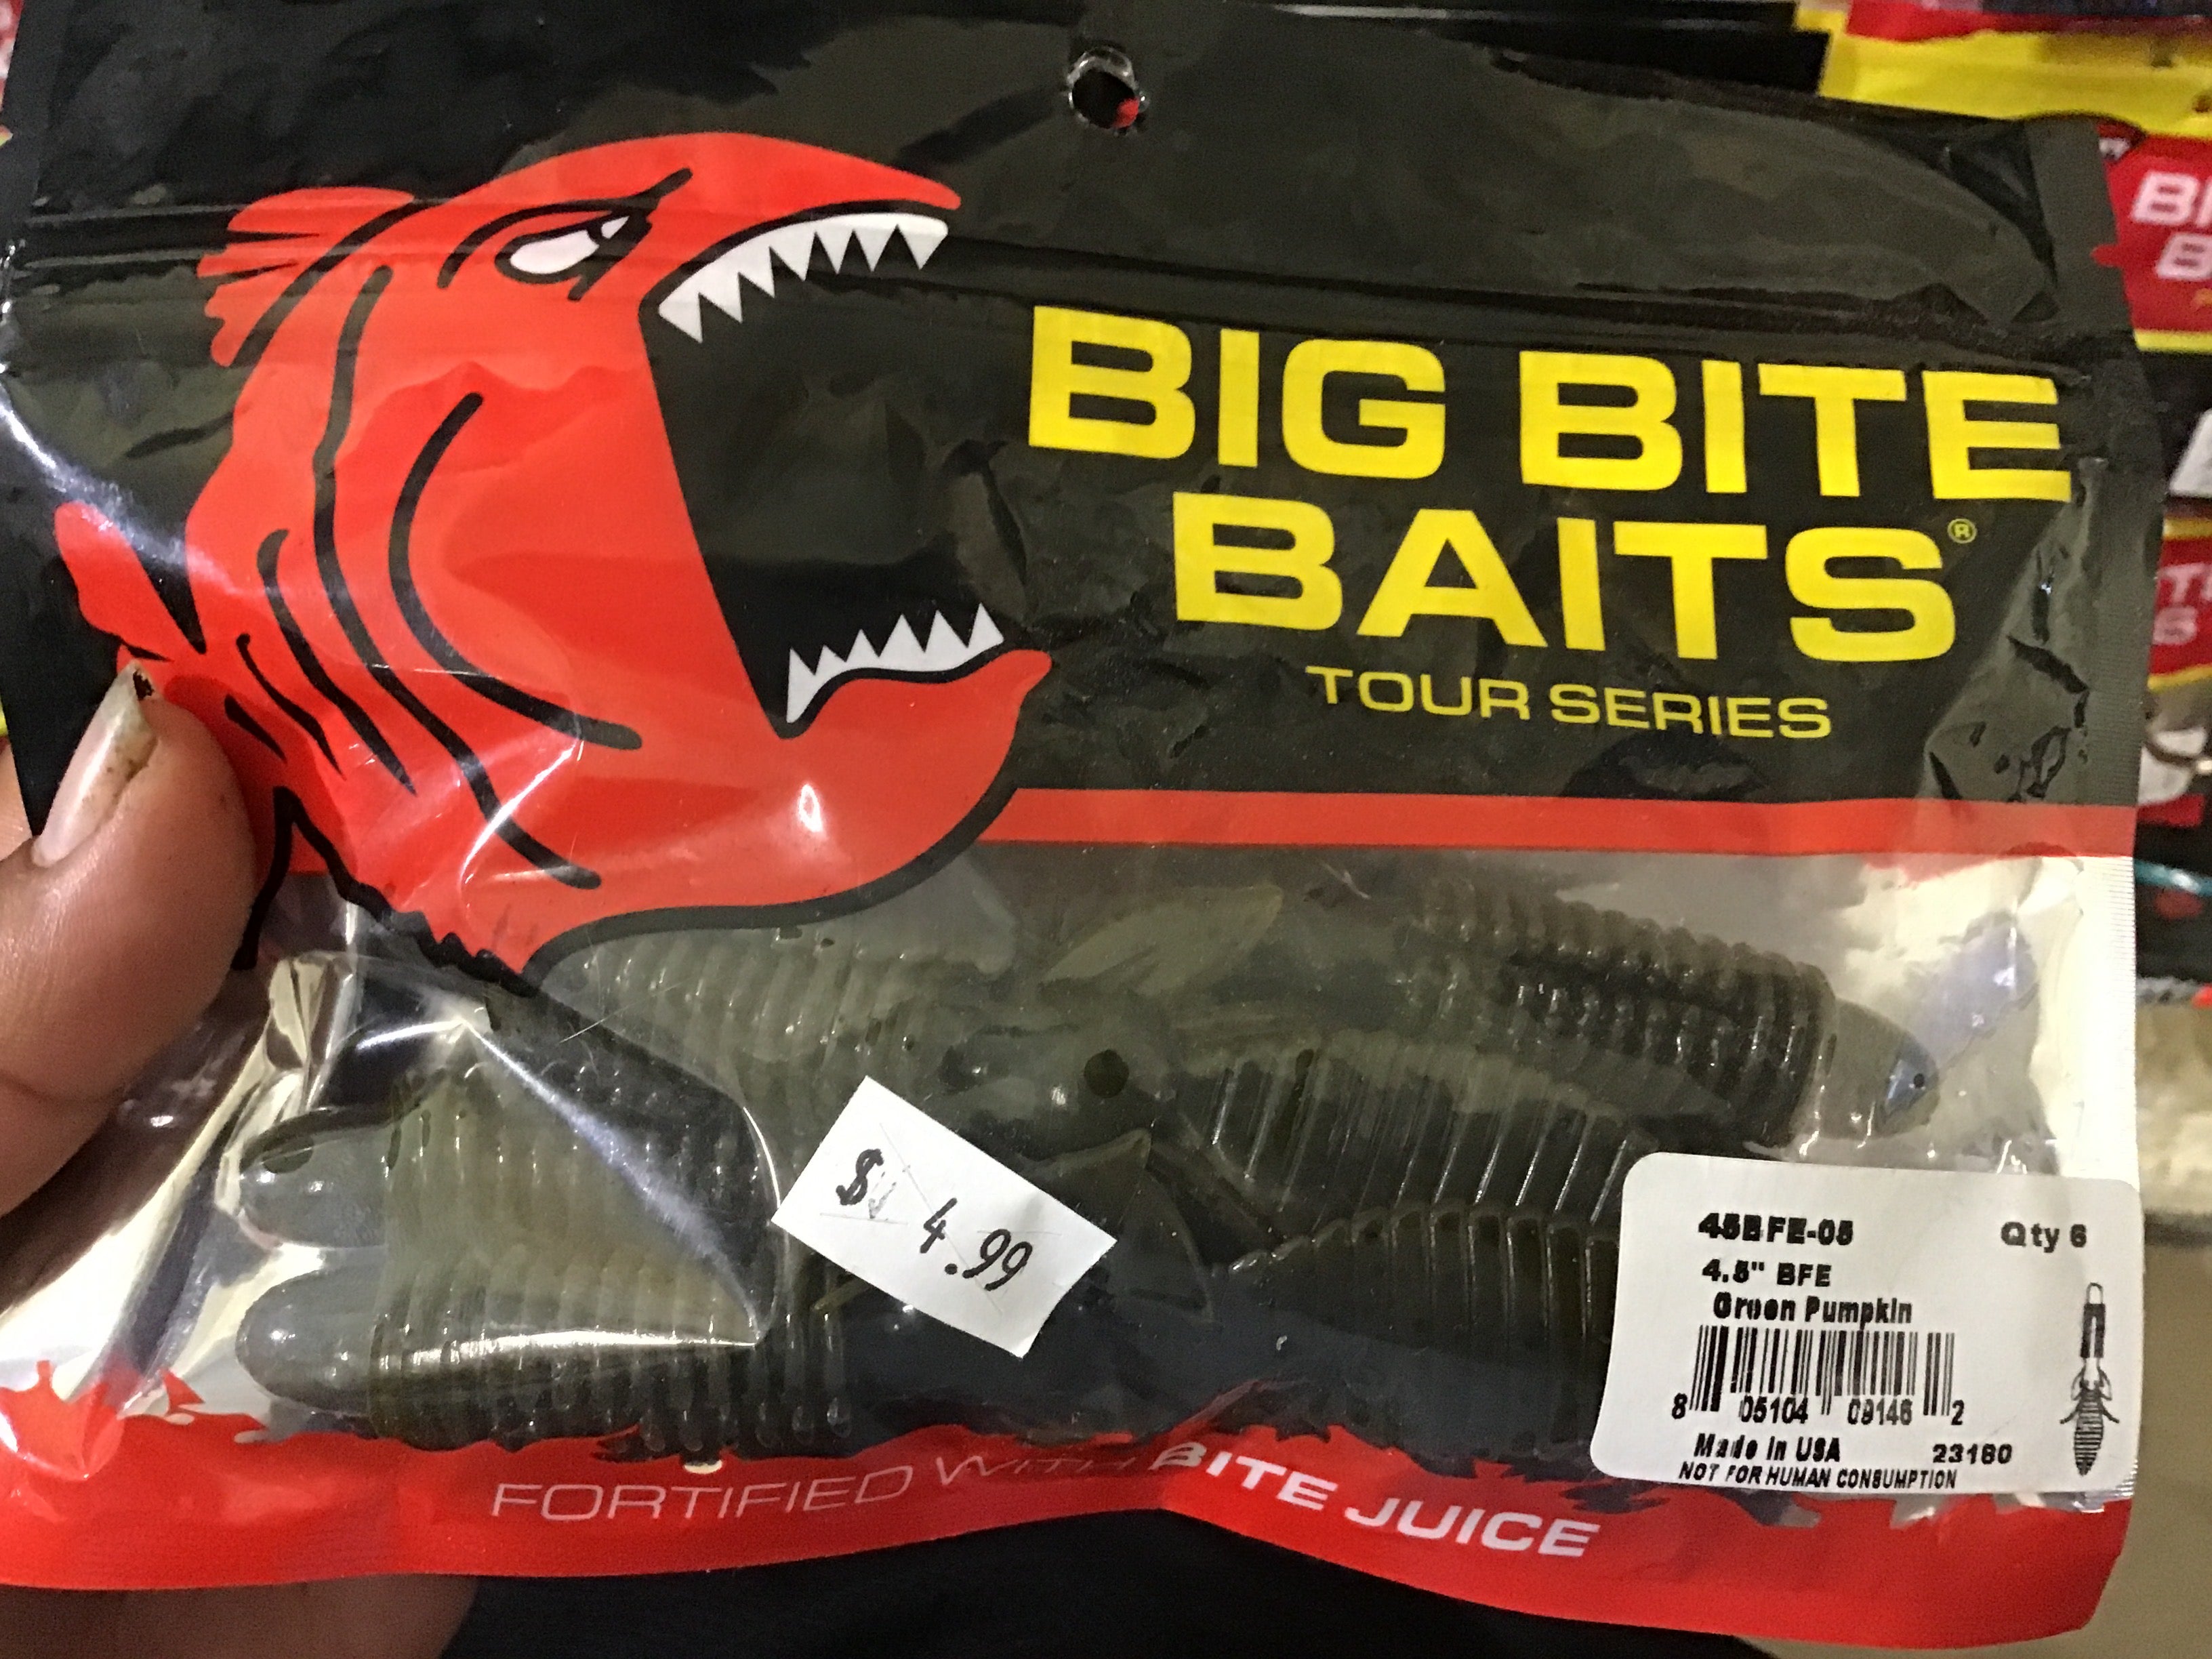 BIG BITE
BAITS®
TOUR SERIES
$ 4.99
45BFE-05 Qty 6
4.5" BFE
Green Pumpkin
8 05104 09146 2
Made in USA 23160
NOT FOR HUMAN CONSUMPTION
FORTIFIED WITH BITE JUICE